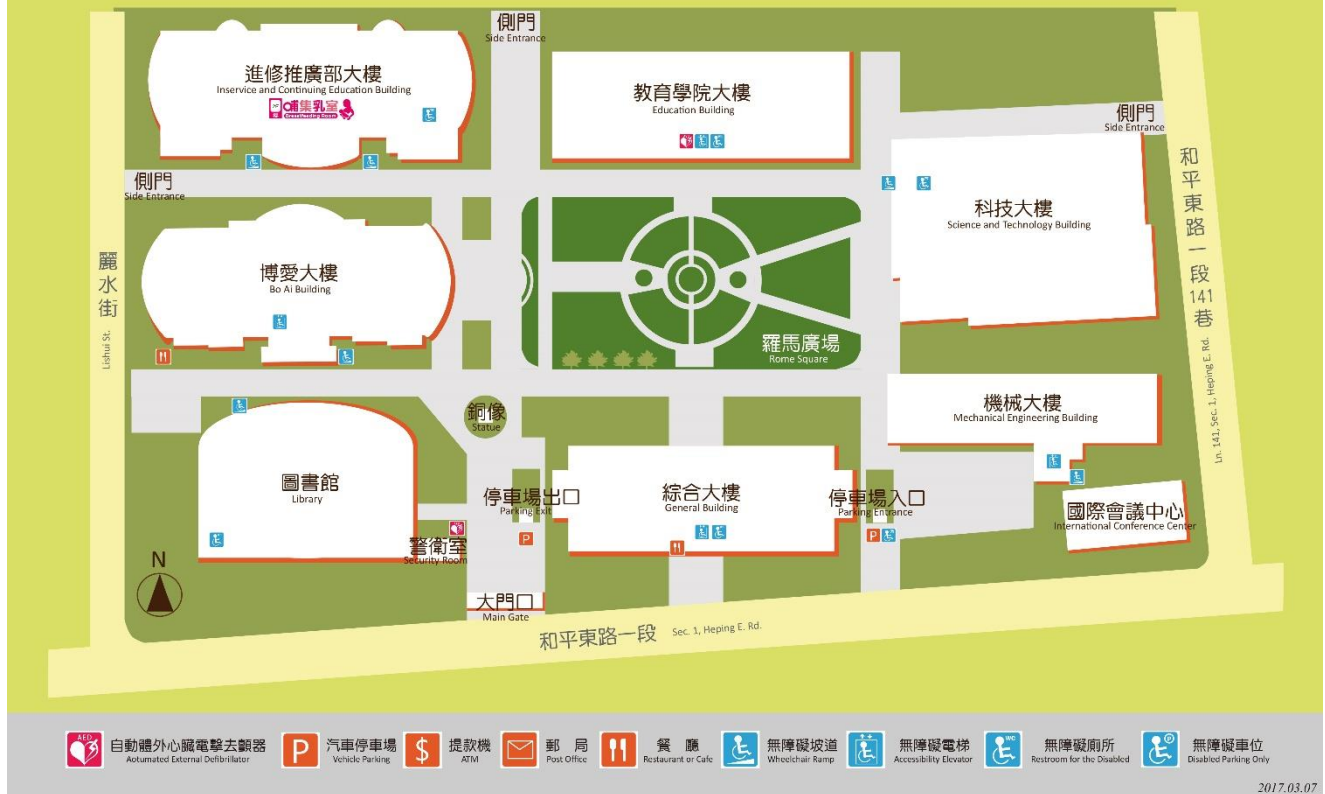 側門
Side Entrance
進修推廣部大樓
Inservice and Continuing Education Building
哺集乳室
Breastfeeding Room
教育學院大樓
Education Building
側門
Side Entrance
側門
Side Entrance
和平東路一段141巷
Ln. 141, Sec. 1, Heping E. Rd.
科技大樓
Science and Technology Building
麗水街
Lishui St.
博愛大樓
Bo Ai Building
羅馬廣場
Rome Square
銅像
Statue
機械大樓
Mechanical Engineering Building
圖書館
Library
停車場出口
Parking Exit
P
綜合大樓
General Building
停車場入口
Parking Entrance
P
國際會議中心
International Conference Center
警衛室
Security Room
N
大門口
Main Gate
和平東路一段 Sec. 1, Heping E. Rd.
AED
自動體外心臟電擊去顫器
Aotumated External Defibrillator
P
汽車停車場
Vehicle Parking
$
提款機
ATM
郵 局
Post Office
餐 廳
Restaurant or Cafe
無障礙坡道
Wheelchair Ramp
無障礙電梯
Accessibility Elevator
WC
無障礙廁所
Restroom for the Disabled
P
無障礙車位
Disabled Parking Only
2017.03.07